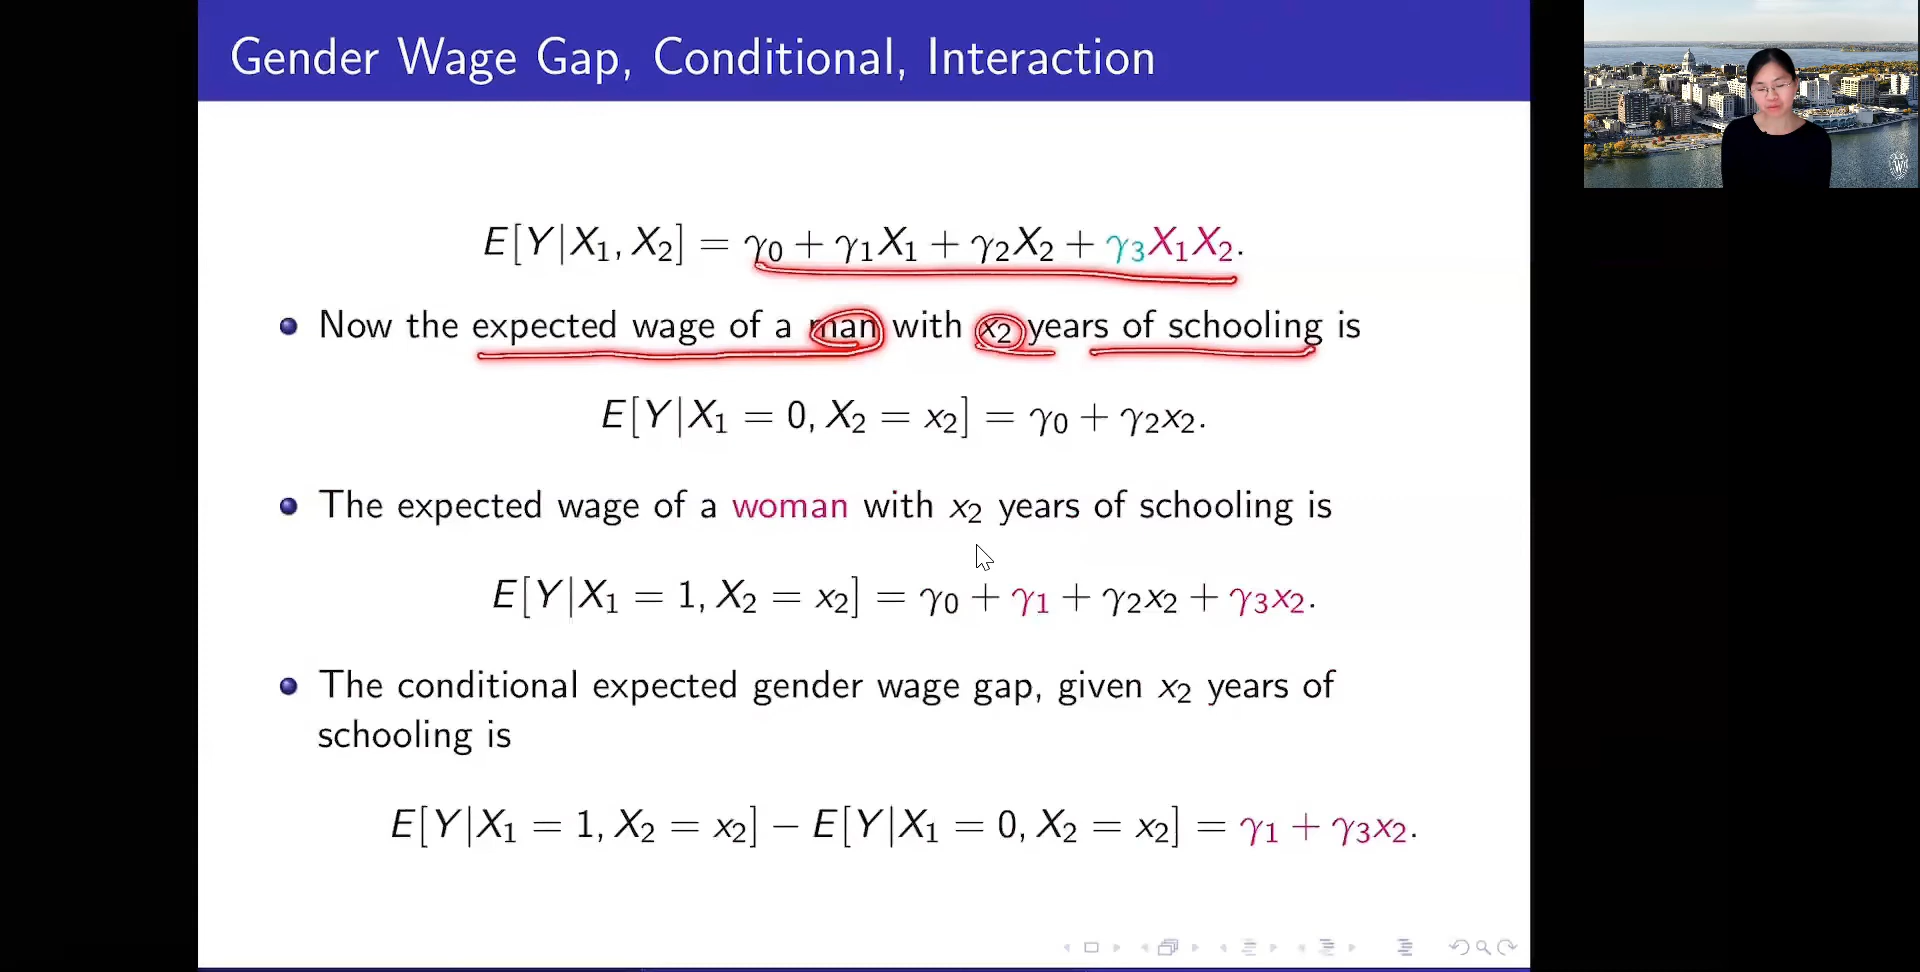 Gender Wage Gap, Conditional, Interaction
E[Y|X₁, X₂] = γ₀ + γ₁X₁ + γ₂X₂ + γ₃X₁X₂.
Now the expected wage of a man with x₂ years of schooling is
E[Y|X₁ = 0, X₂ = x₂] = γ₀ + γ₂x₂.
The expected wage of a woman with x₂ years of schooling is
E[Y|X₁ = 1, X₂ = x₂] = γ₀ + γ₁ + γ₂x₂ + γ₃x₂.
The conditional expected gender wage gap, given x₂ years of
schooling is
E[Y|X₁ = 1, X₂ = x₂] − E[Y|X₁ = 0, X₂ = x₂] = γ₁ + γ₃x₂.
W